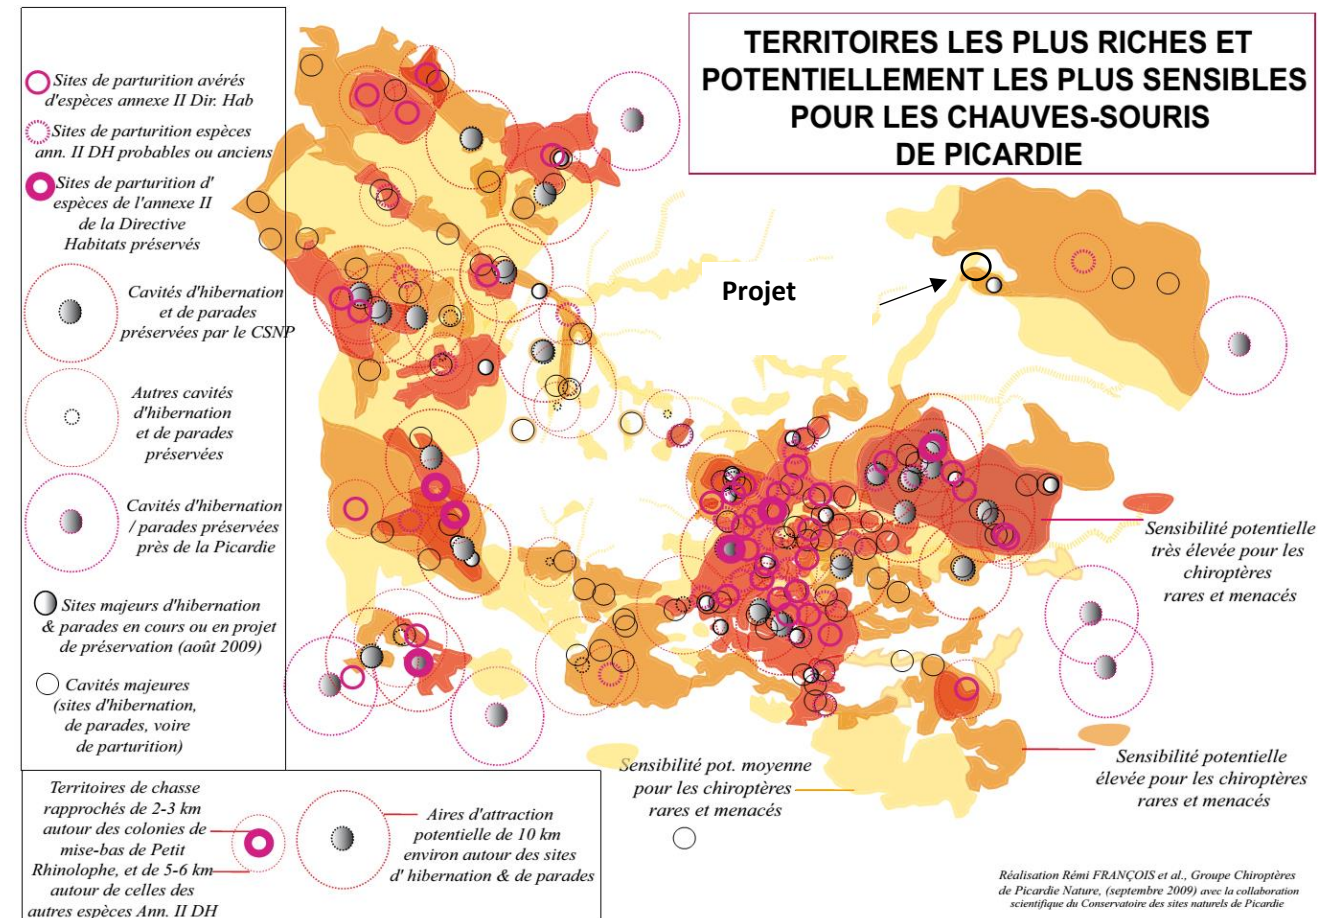 TERRITOIRES LES PLUS RICHES ET
POTENTIELLEMENT LES PLUS SENSIBLES
POUR LES CHAUVES-SOURIS
DE PICARDIE
Sites de parturition avérés
d'espèces annexe II Dir. Hab
Sites de parturition espèces
ann. II DH probables ou anciens
Sites de parturition d'
espèces de l'annexe II
de la Directive
Habitats préservés
Cavités d'hibernation
et de parades
préservées par le CSNP
Autres cavités
d'hibernation
et de parades
préservées
Cavités d'hibernation
/ parades préservées
près de la Picardie
Sites majeurs d'hibernation
& parades en cours ou en projet
de préservation (août 2009)
Cavités majeures
(sites d'hibernation,
de parades, voire
de parturition)
Projet
Sensibilité potentielle
très élevée pour les
chiroptères
rares et menacés
Sensibilité potentielle
élevée pour les chiroptères
rares et menacés
Sensibilité pot. moyenne
pour les chiroptères
rares et menacés
Territoires de chasse
rapprochés de 2-3 km
autour des colonies de
mise-bas de Petit
Rhinolophe, et de 5-6 km
autour de celles des
autres espèces Ann. II DH
Aires d'attraction
potentielle de 10 km
environ autour des sites
d' hibernation & de parades
Réalisation Rémi FRANÇOIS et al., Groupe Chiroptères
de Picardie Nature, (septembre 2009) avec la collaboration
scientifique du Conservatoire des sites naturels de Picardie